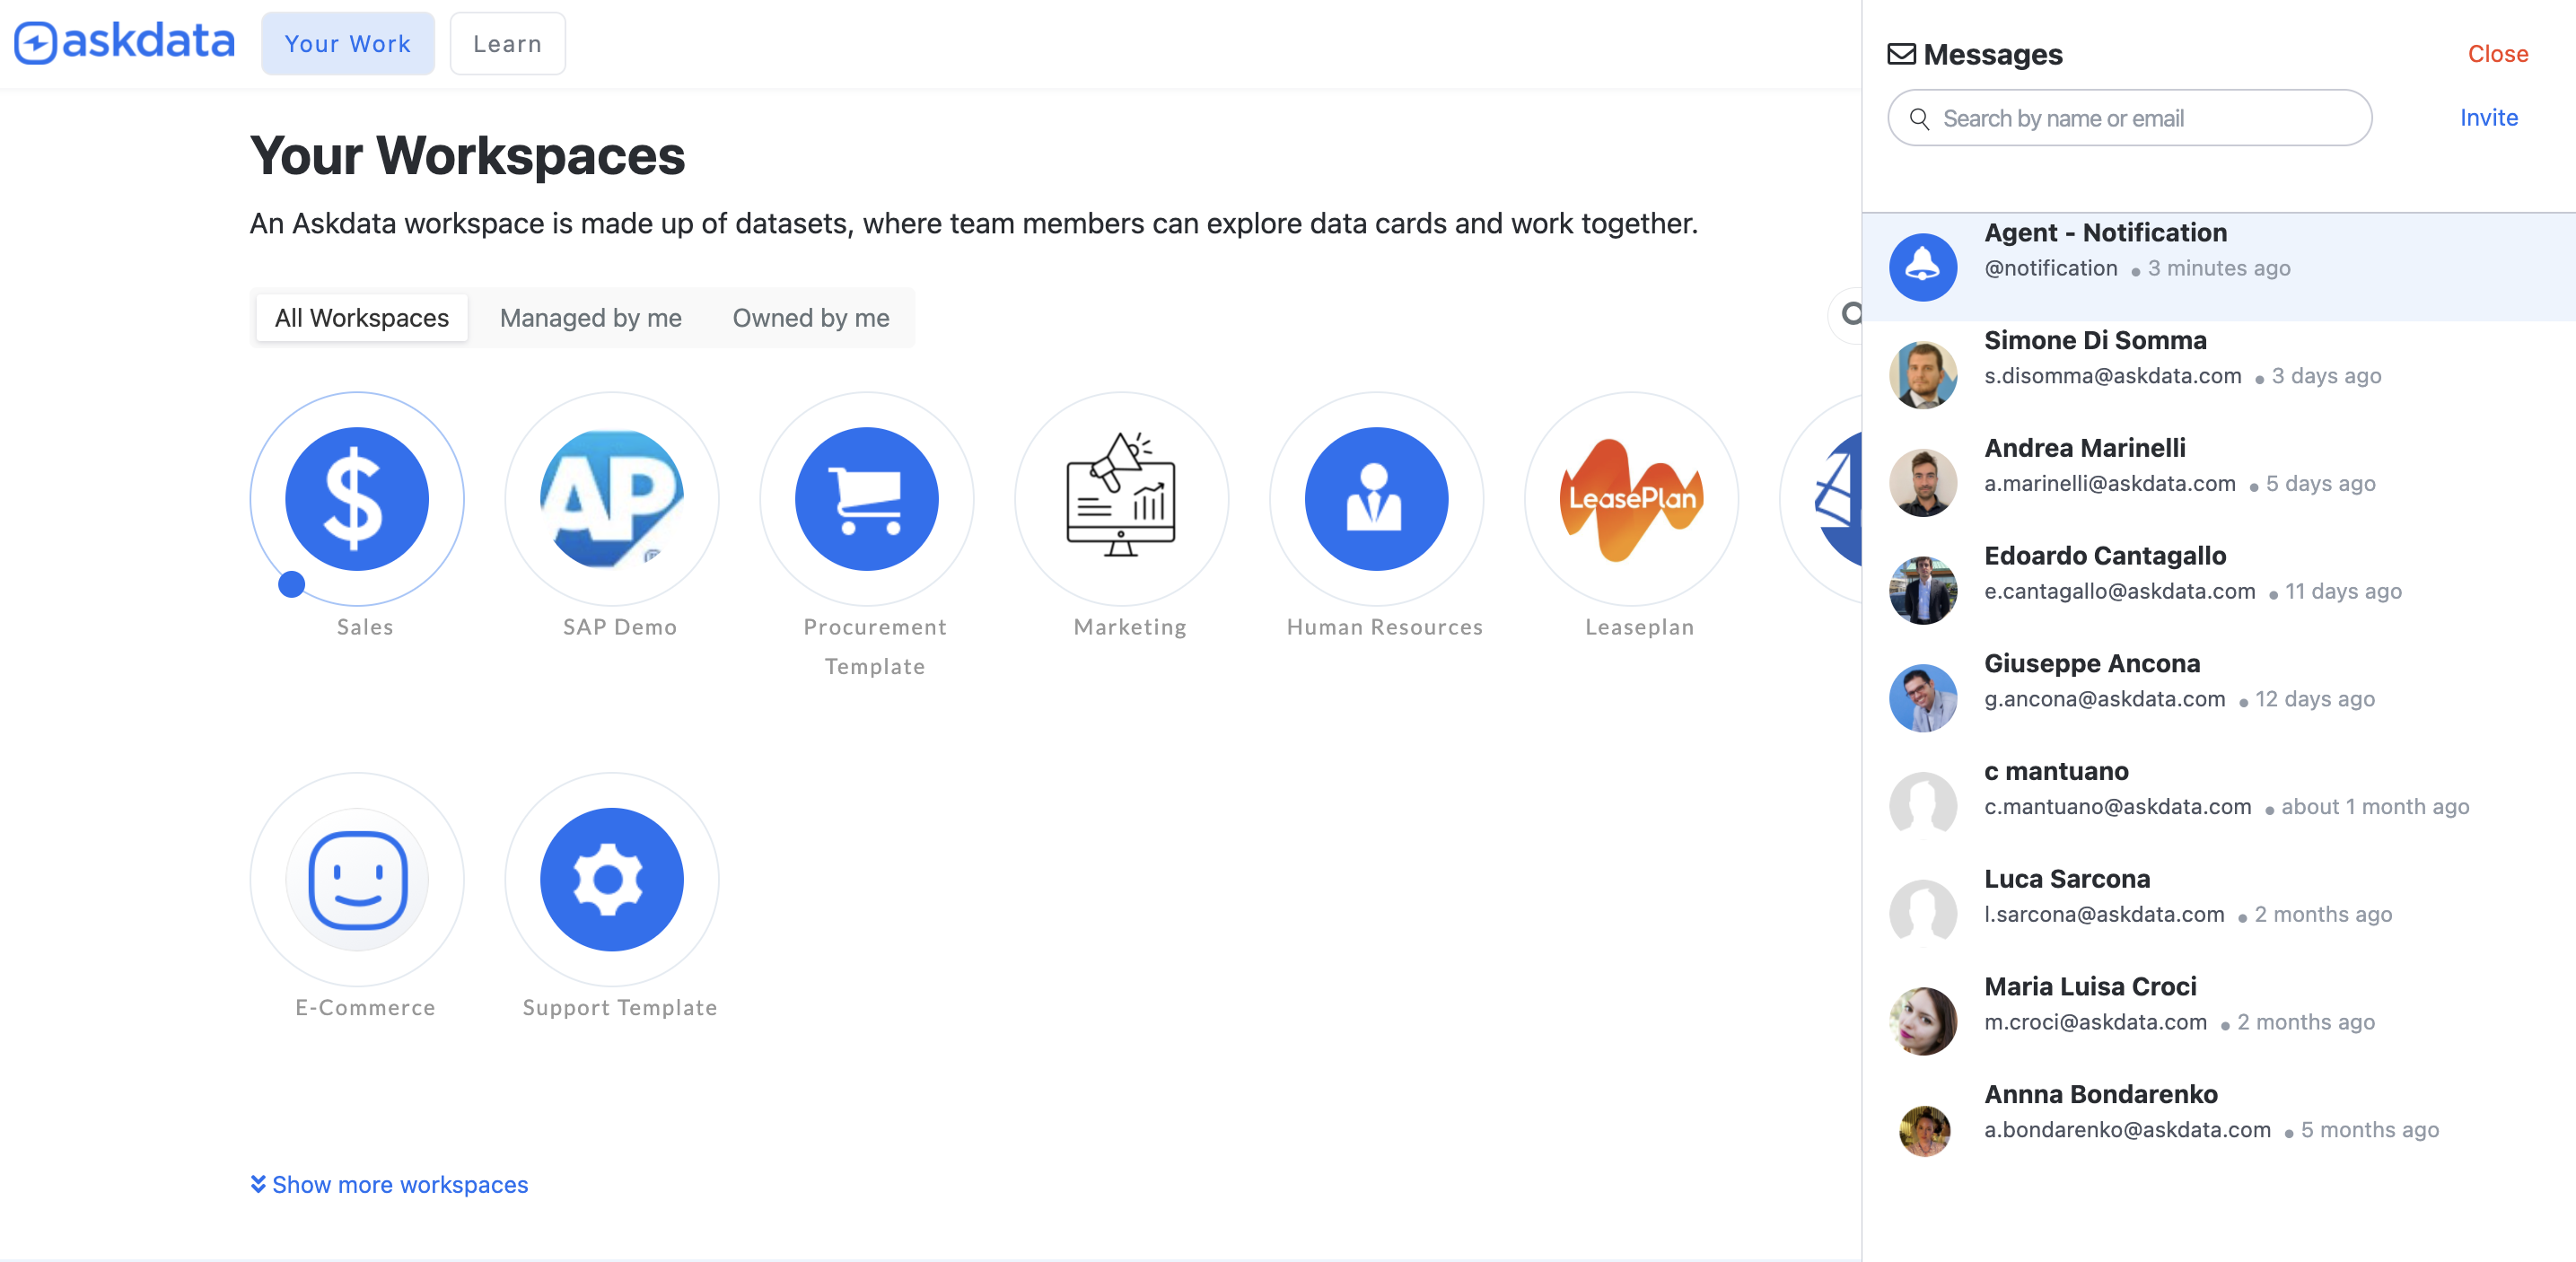 askdata
Your Work
Learn
Your Workspaces
An Askdata workspace is made up of datasets, where team members can explore data cards and work together.
All Workspaces
Managed by me
Owned by me
$
AP
LeasePlan
Sales
SAP Demo
Procurement
Template
Marketing
Human Resources
Leaseplan
E-Commerce
Support Template
Show more workspaces
Messages
Close
Search by name or email
Invite
Agent - Notification
@notification ● 3 minutes ago
Simone Di Somma
s.disomma@askdata.com ● 3 days ago
Andrea Marinelli
a.marinelli@askdata.com ● 5 days ago
Edoardo Cantagallo
e.cantagallo@askdata.com ● 11 days ago
Giuseppe Ancona
g.ancona@askdata.com ● 12 days ago
c mantuano
c.mantuano@askdata.com ● about 1 month ago
Luca Sarcona
l.sarcona@askdata.com ● 2 months ago
Maria Luisa Croci
m.croci@askdata.com ● 2 months ago
Annna Bondarenko
a.bondarenko@askdata.com ● 5 months ago